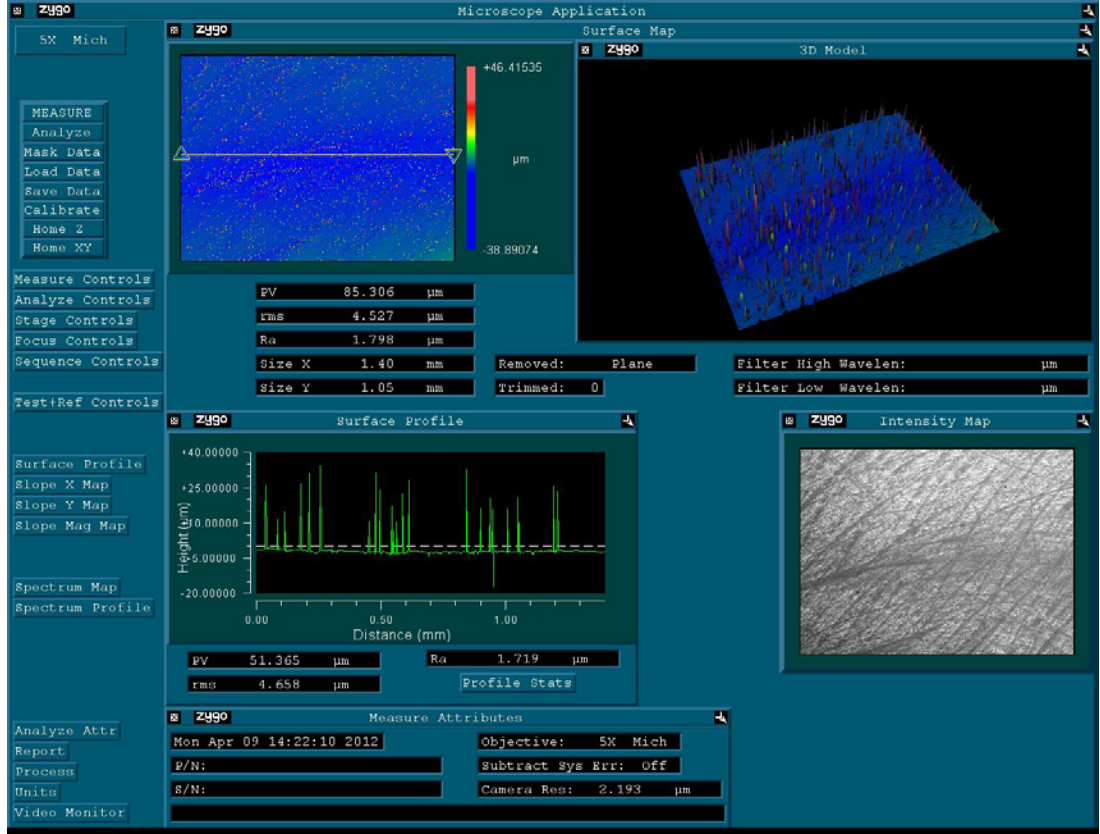 zygo Microscope Application
5X Mich
MEASURE
Analyze
Mask Data
Load Data
Save Data
Calibrate
Home Z
Home XY
Measure Controls
Analyze Controls
Stage Controls
Focus Controls
Sequence Controls
Test+Ref Controls
Surface Profile
Slope X Map
Slope Y Map
Slope Mag Map
Spectrum Map
Spectrum Profile
Analyze Attr
Report
Process
Units
Video Monitor
zygo Surface Map
+46.41535
µm
-38.89074
zygo 3D Model
PV 85.306 µm
rms 4.527 µm
Ra 1.798 µm
Size X 1.40 mm
Size Y 1.05 mm
Removed: Plane
Trimmed: 0
Filter High Wavelen: µm
Filter Low Wavelen: µm
zygo Surface Profile
+40.00000
+25.00000
+10.00000
-5.00000
-20.00000
Height (µm)
0.00 0.50 1.00
Distance (mm)
PV 51.365 µm
rms 4.658 µm
Ra 1.719 µm
Profile Stats
zygo Intensity Map
zygo Measure Attributes
Mon Apr 09 14:22:10 2012
P/N:
S/N:
Objective: 5X Mich
Subtract Sys Err: Off
Camera Res: 2.193 µm